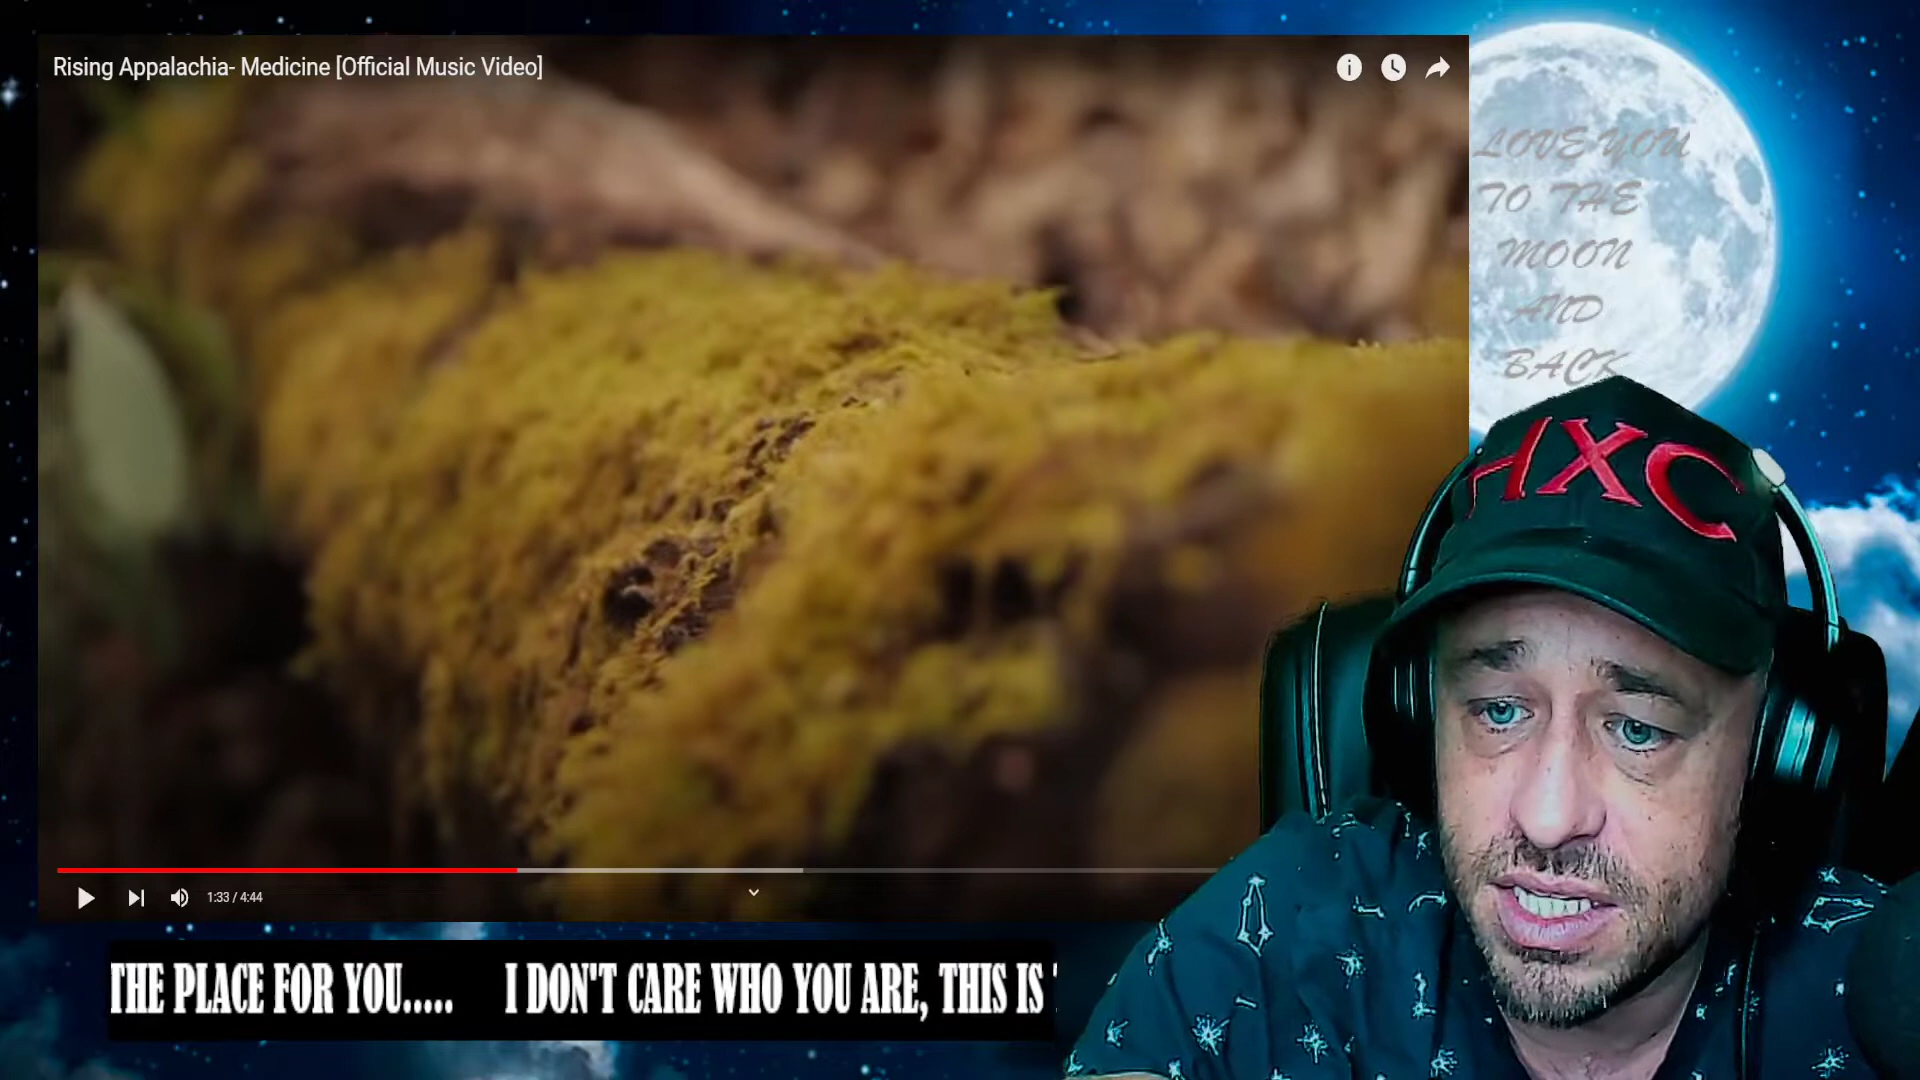 Rising Appalachia- Medicine [Official Music Video]
LOVE YOU
TO THE
MOON
AND
BACK
HXC
1:33 / 4:44
THE PLACE FOR YOU..... I DON'T CARE WHO YOU ARE, THIS IS